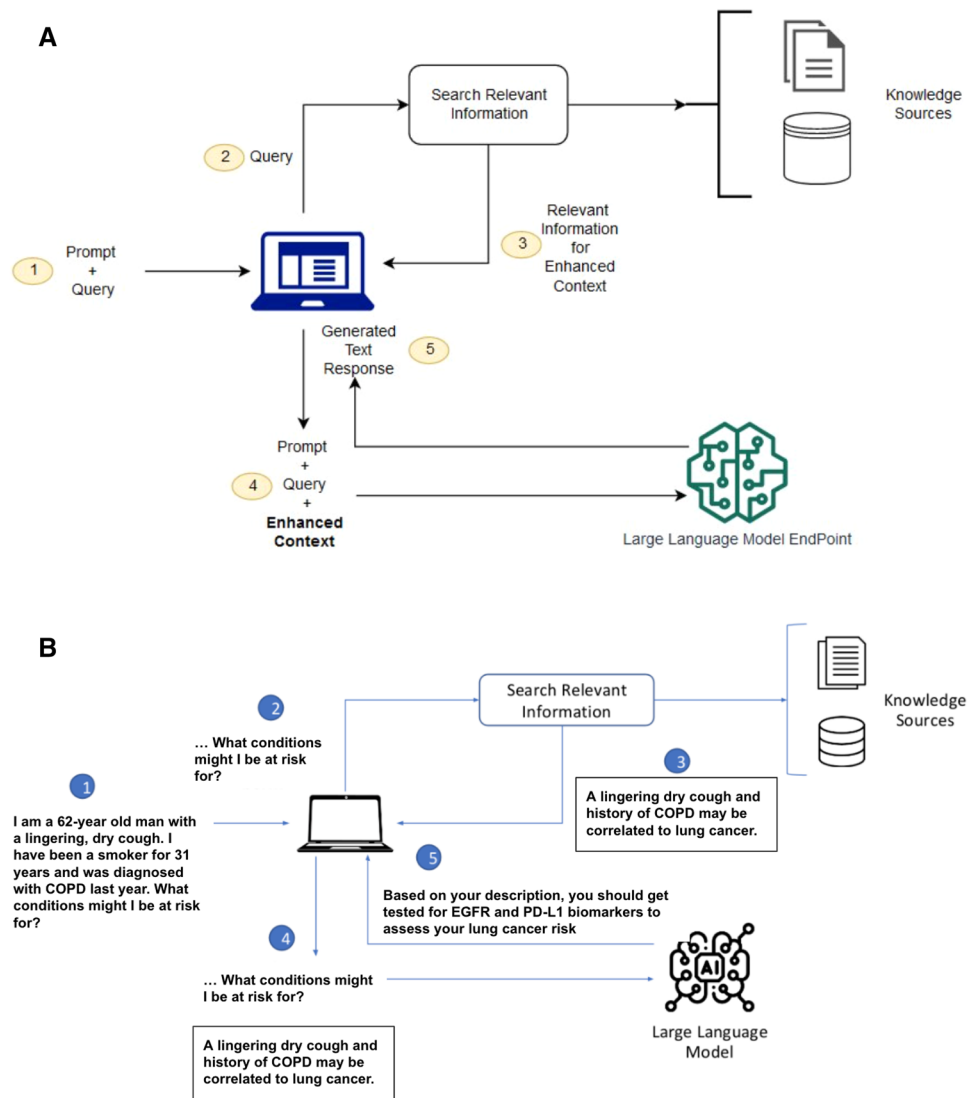 A
Search Relevant
Information
Knowledge
Sources
2
Query
1
Prompt
+
Query
3
Relevant
Information
for
Enhanced
Context
Generated
Text
Response
5
4
Prompt
+
Query
+
Enhanced
Context
Large Language Model EndPoint
B
Search Relevant
Information
Knowledge
Sources
2
... What conditions
might I be at risk
for?
1
I am a 62-year old man with
a lingering, dry cough. I
have been a smoker for 31
years and was diagnosed
with COPD last year. What
conditions might I be at risk
for?
3
A lingering dry cough and
history of COPD may be
correlated to lung cancer.
5
Based on your description, you should get
tested for EGFR and PD-L1 biomarkers to
assess your lung cancer risk
4
... What conditions might
I be at risk for?
A lingering dry cough and
history of COPD may be
correlated to lung cancer.
AI
Large Language
Model